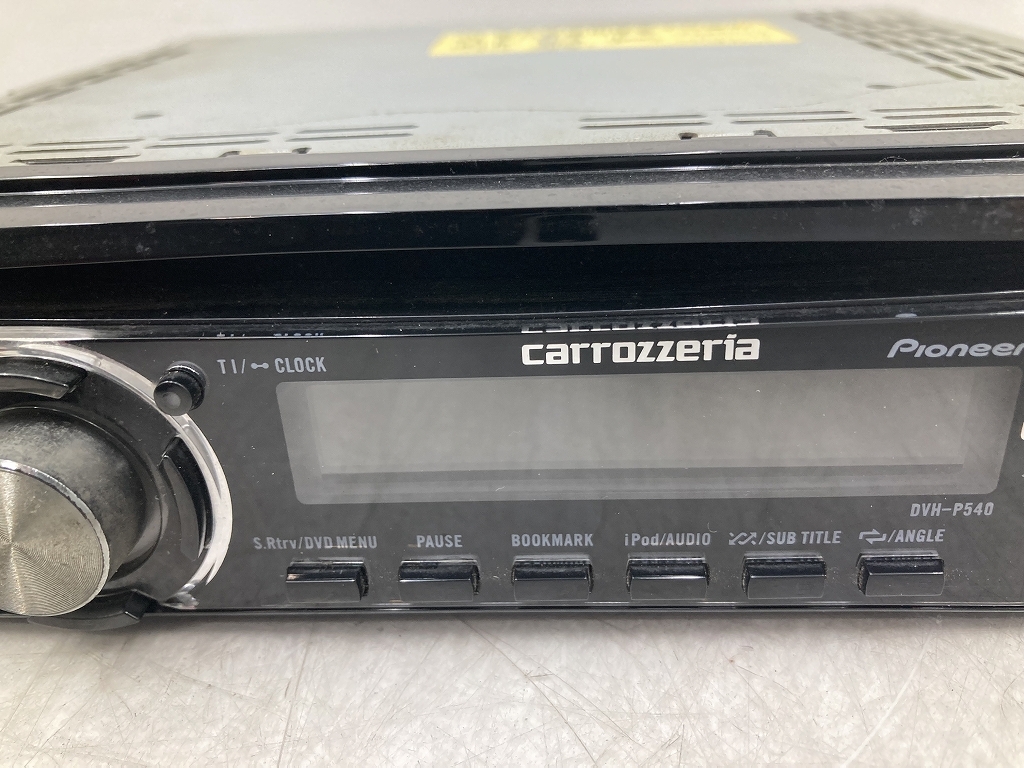 TI/ CLOCK
carrozzeria
Pioneer
DVH-P540
S.Rtrv/DVD MENU PAUSE BOOKMARK iPod/AUDIO /SUB TITLE /ANGLE